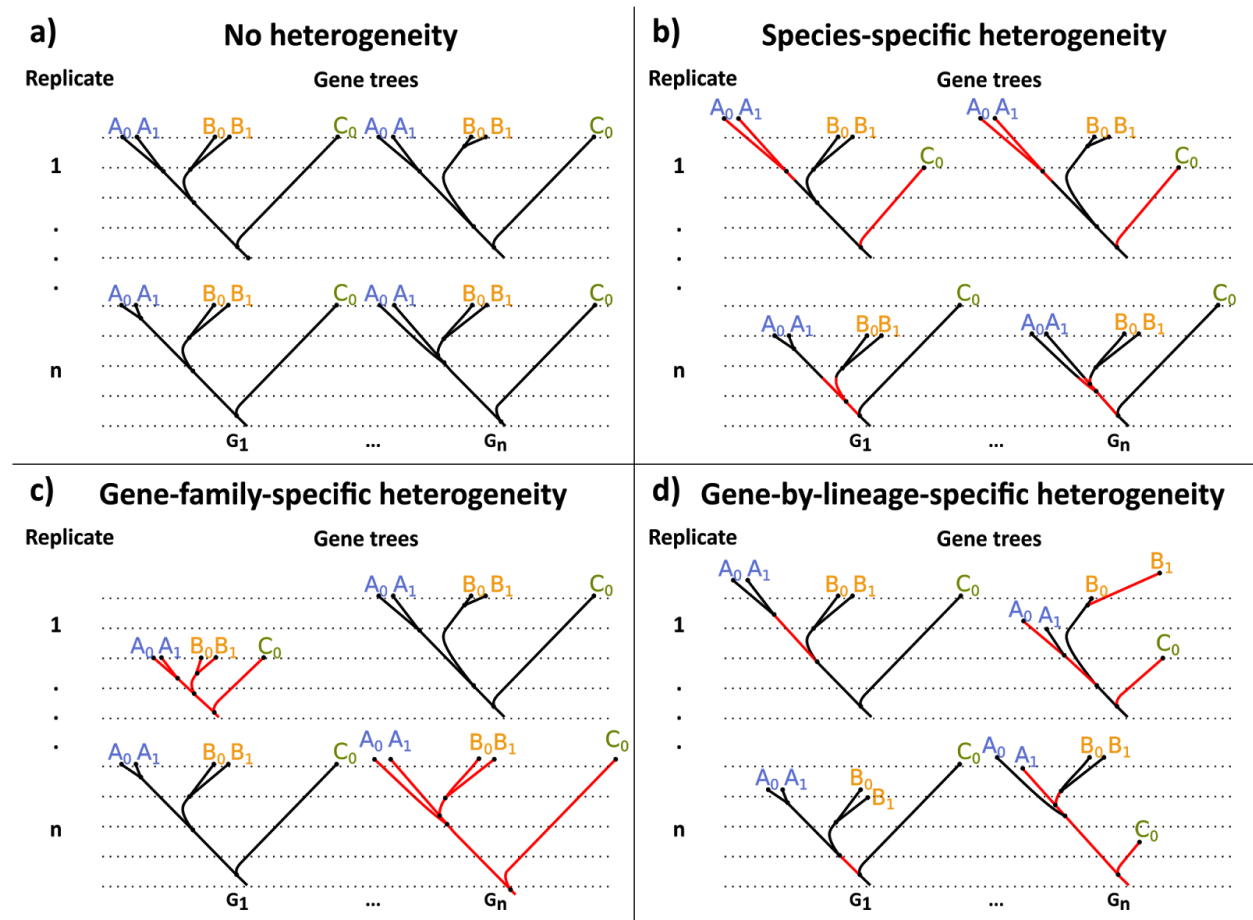 a) No heterogeneity
Replicate Gene trees
A₀ A₁ B₀ B₁ C₀ A₀ A₁ B₀ B₁ C₀
1
.
.
.
A₀ A₁ B₀ B₁ C₀ A₀ A₁ B₀ B₁ C₀
n
G₁ ... Gₙ
b) Species-specific heterogeneity
Replicate Gene trees
A₀ A₁ B₀ B₁ C₀ A₀ A₁ B₀ B₁ C₀
1
.
.
.
A₀ A₁ B₀ B₁ C₀ A₀ A₁ B₀ B₁ C₀
n
G₁ ... Gₙ
c) Gene-family-specific heterogeneity
Replicate Gene trees
A₀ A₁ B₀ B₁ C₀ A₀ A₁ B₀ B₁ C₀
1
.
.
.
A₀ A₁ B₀ B₁ C₀ A₀ A₁ B₀ B₁ C₀
n
G₁ ... Gₙ
d) Gene-by-lineage-specific heterogeneity
Replicate Gene trees
A₀ A₁ B₀ B₁ C₀ A₀ A₁ B₀ B₁ C₀
1
.
.
.
A₀ A₁ B₀ B₁ C₀ A₀ A₁ B₀ B₁ C₀
n
G₁ ... Gₙ